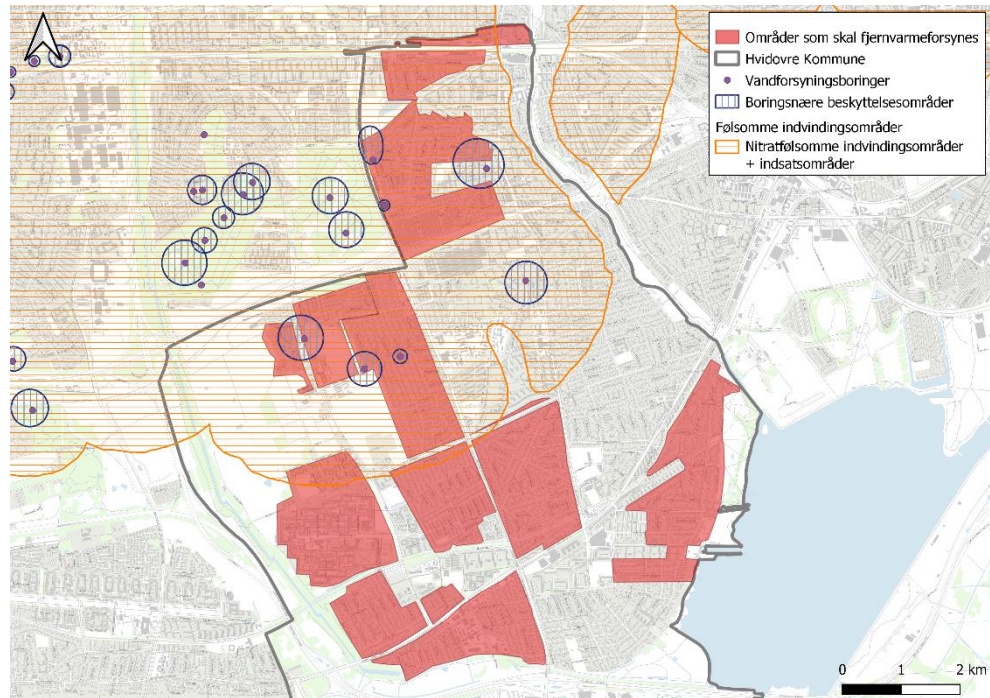 Områder som skal fjernvarmeforsynes
Hvidovre Kommune
Vandforsyningsboringer
Boringsnære beskyttelsesområder
Følsomme indvindingsområder
Nitratfølsomme indvindingsområder
+ indsatsområder
0 1 2 km